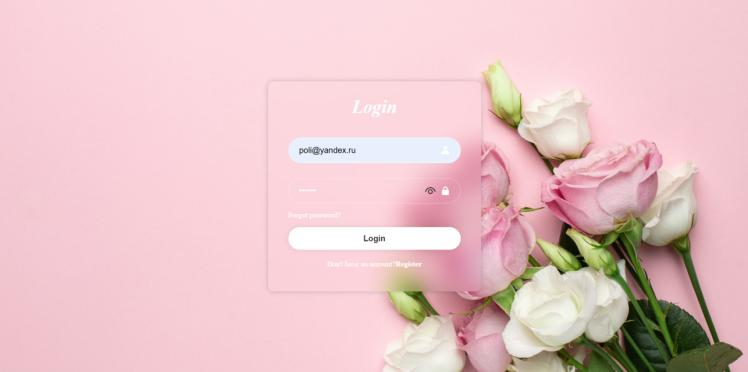 Login
poli@yandex.ru
Forgot password?
Login
Don't have an account?Register